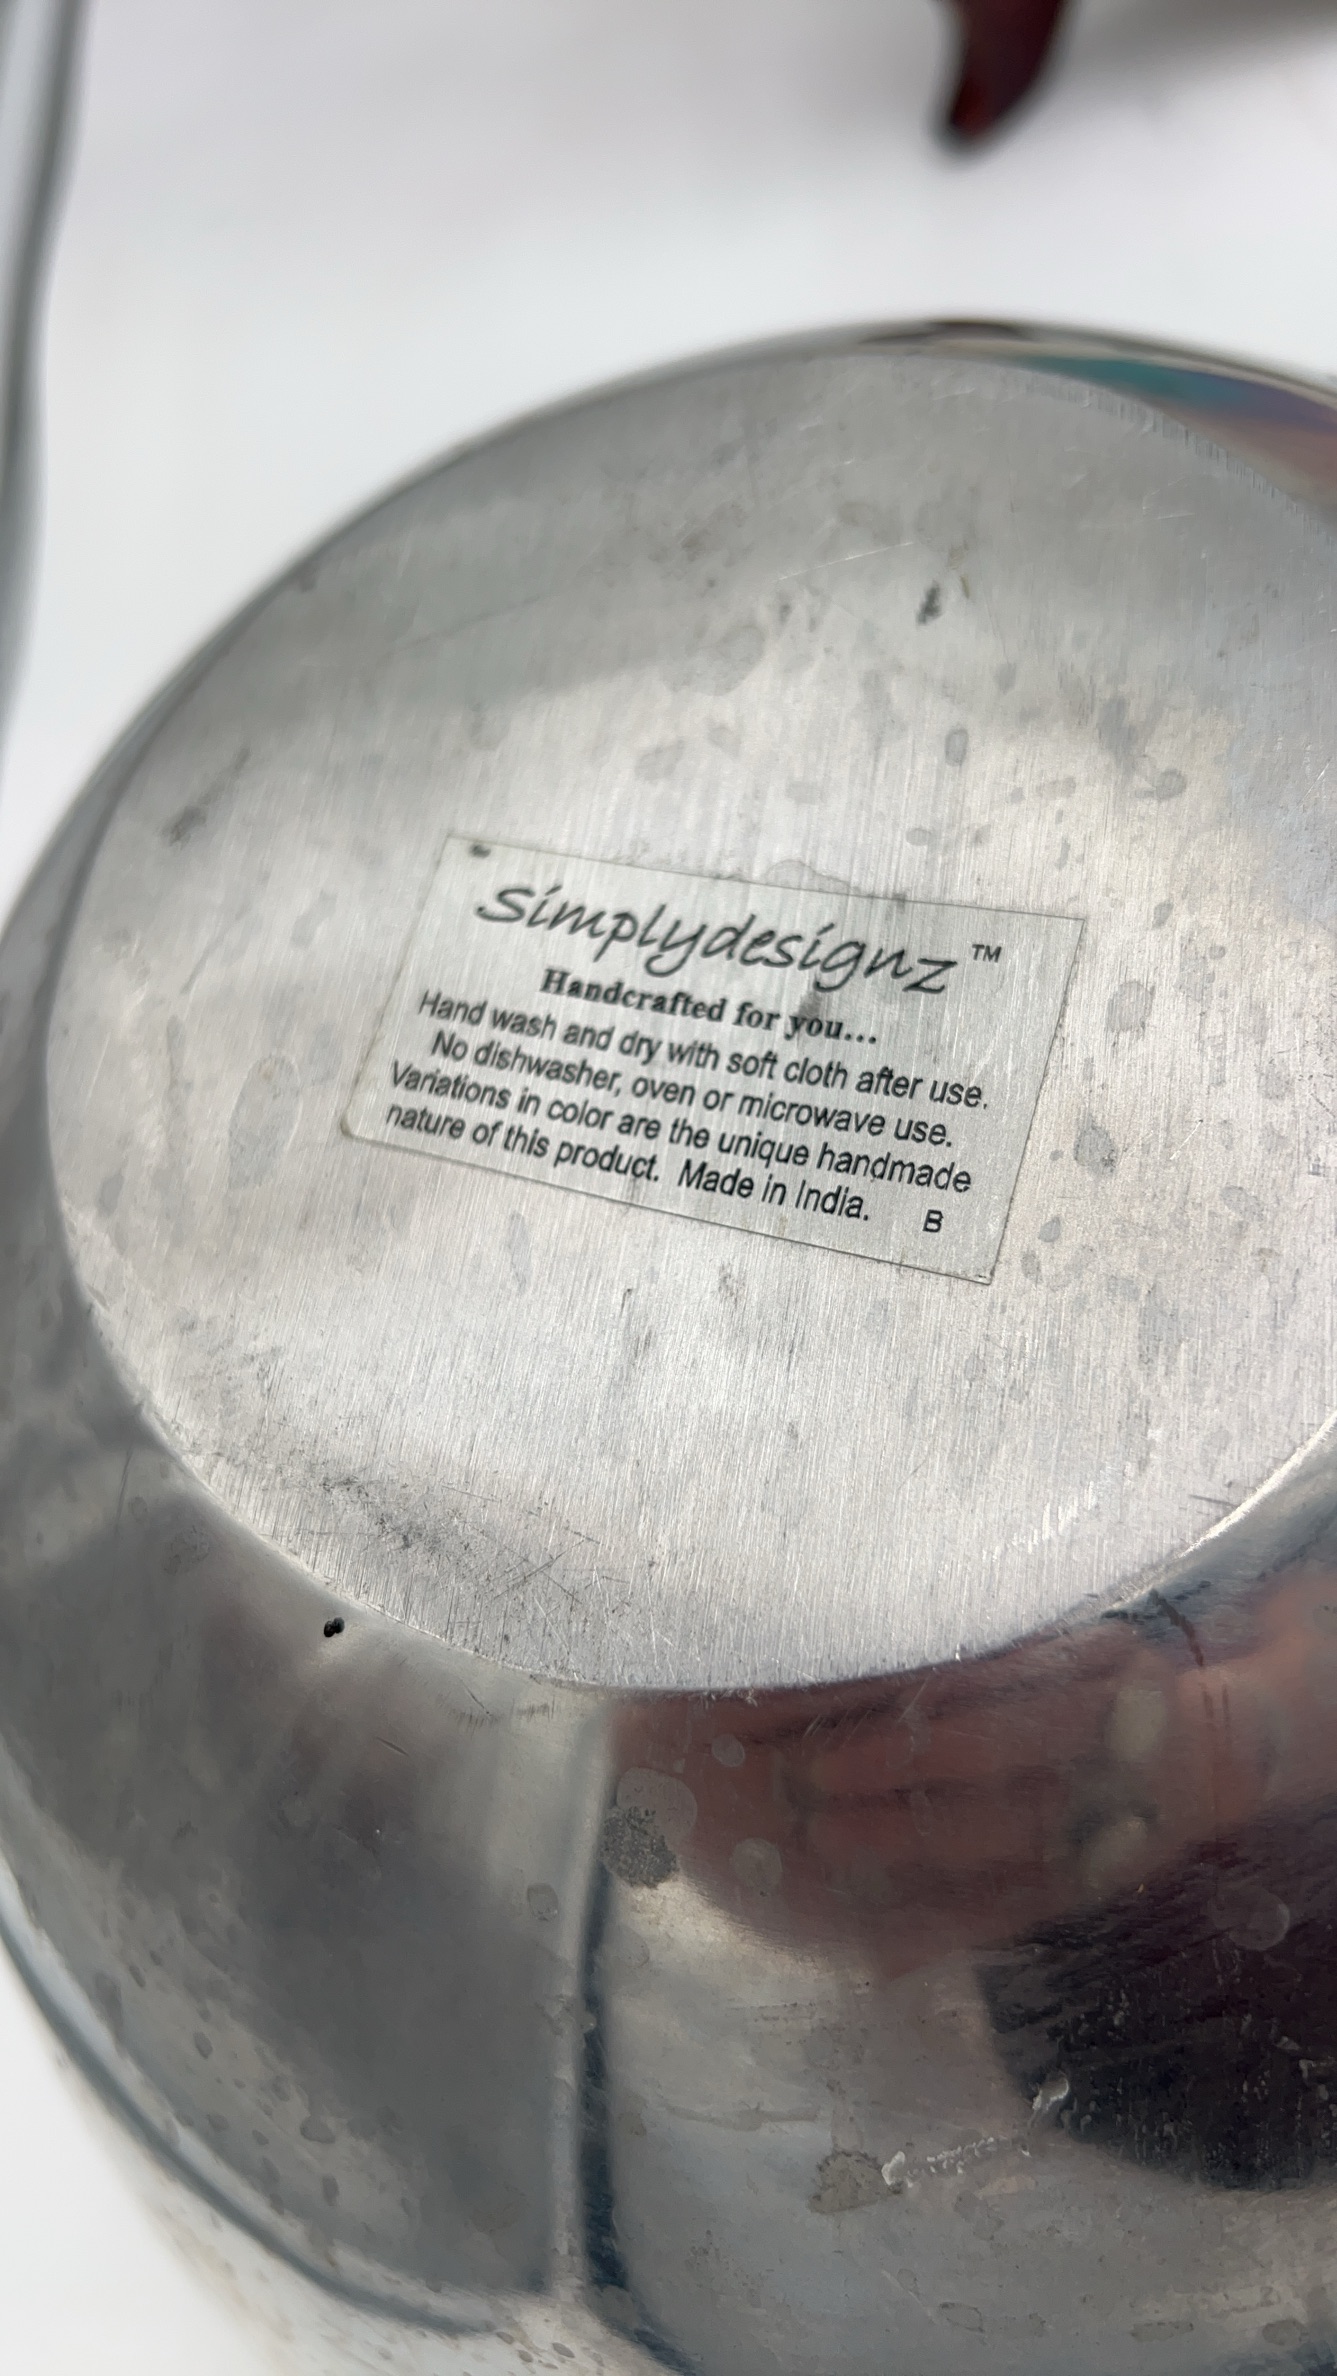 simplydesignz™
Handcrafted for you...
Hand wash and dry with soft cloth after use.
No dishwasher, oven or microwave use.
Variations in color are the unique handmade
nature of this product. Made in India. B